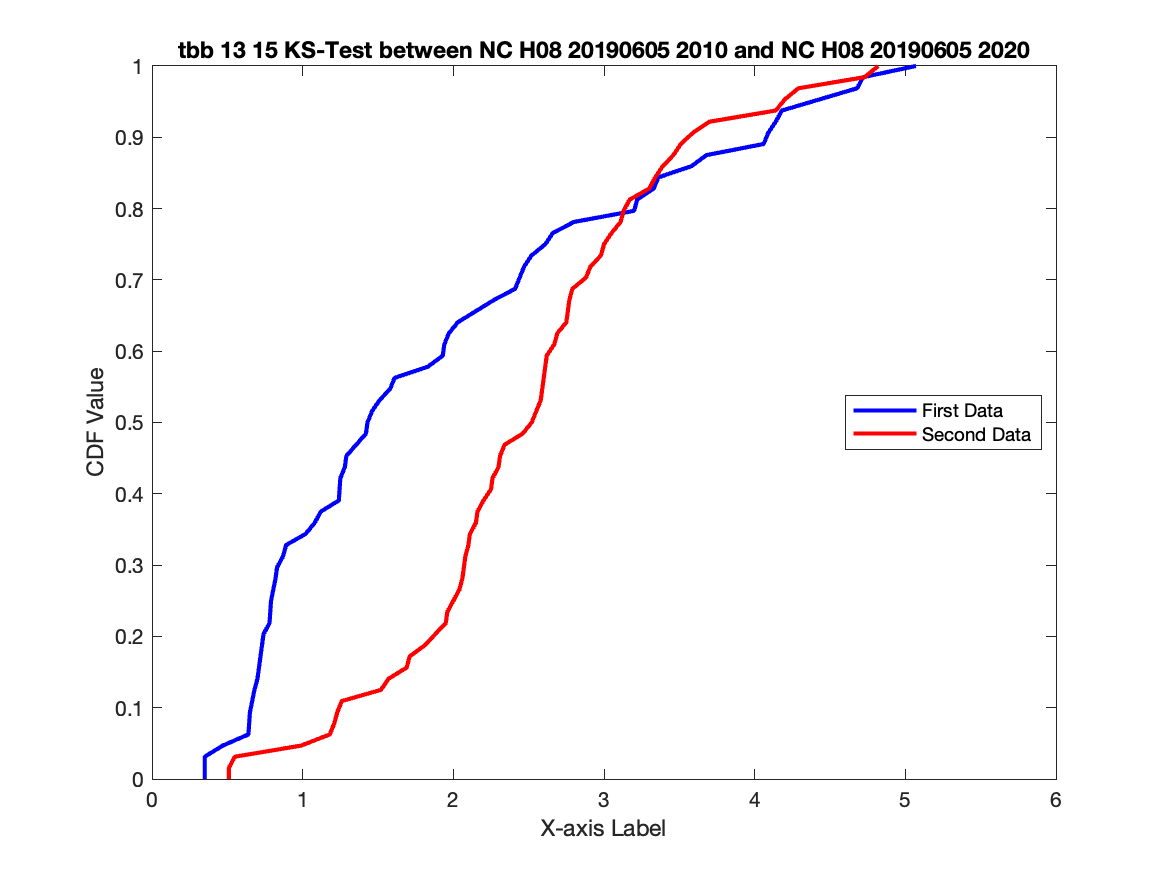 tbb 13 15 KS-Test between NC H08 20190605 2010 and NC H08 20190605 2020
1
0.9
0.8
0.7
0.6
0.5
0.4
0.3
0.2
0.1
0
CDF Value
First Data
Second Data
0 1 2 3 4 5 6
X-axis Label